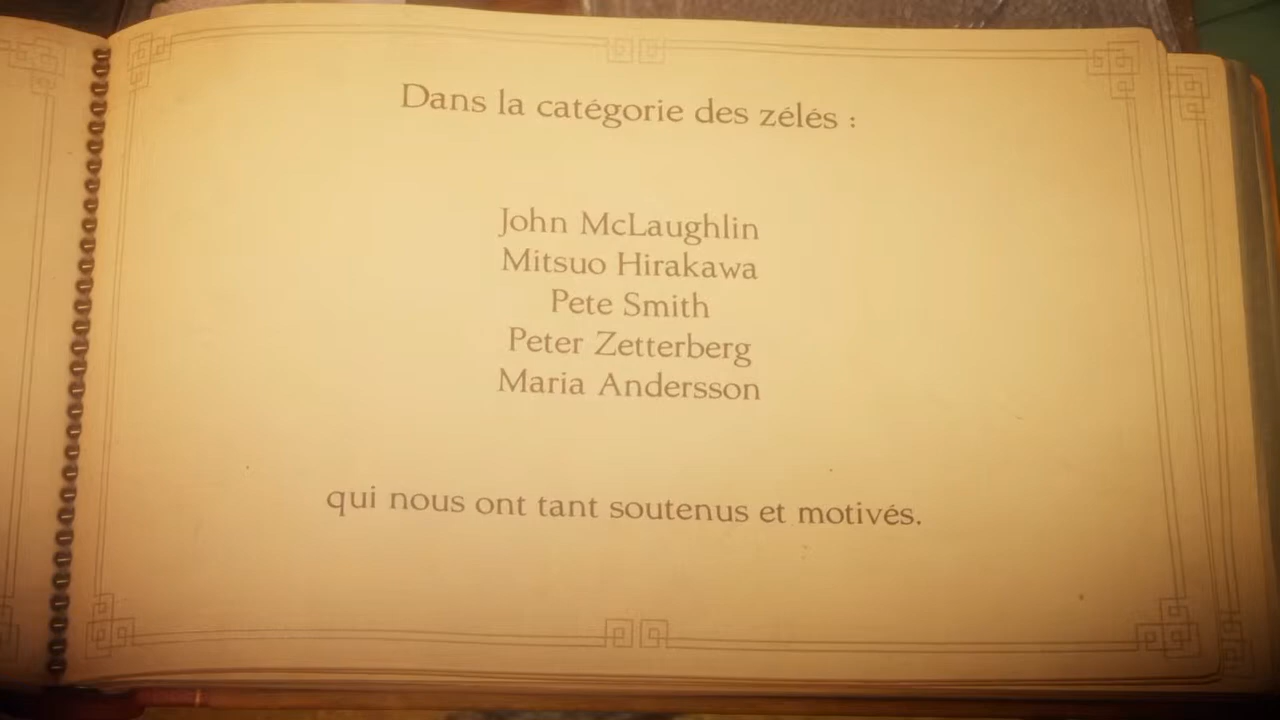 Dans la catégorie des zélés :
John McLaughlin
Mitsuo Hirakawa
Pete Smith
Peter Zetterberg
Maria Andersson
qui nous ont tant soutenus et motivés.